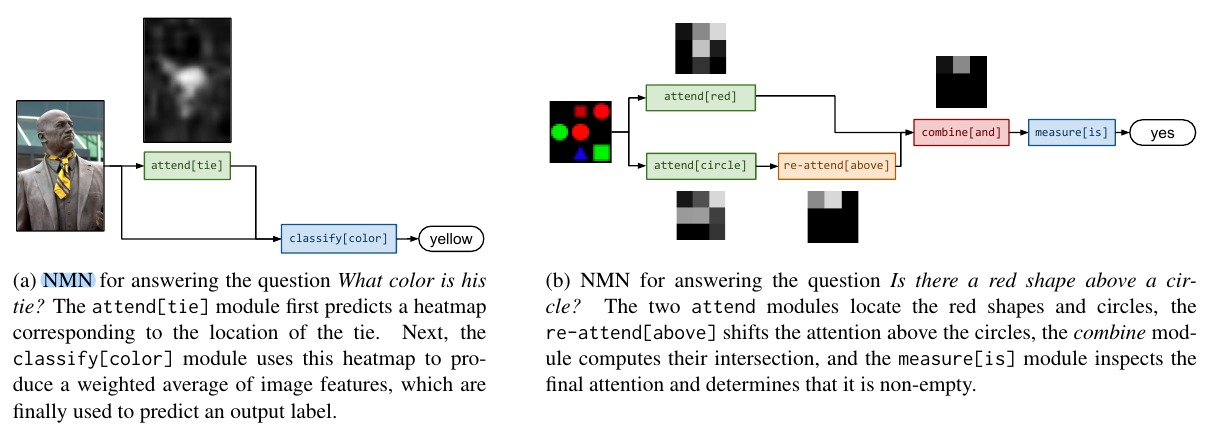 attend[tie]
classify[color]
yellow
(a) NMN for answering the question What color is his
tie? The attend[tie] module first predicts a heatmap
corresponding to the location of the tie. Next, the
classify[color] module uses this heatmap to pro-
duce a weighted average of image features, which are
finally used to predict an output label.
attend[red]
combine[and]
measure[is]
yes
attend[circle]
re-attend[above]
(b) NMN for answering the question Is there a red shape above a cir-
cle? The two attend modules locate the red shapes and circles, the
re-attend[above] shifts the attention above the circles, the combine mod-
ule computes their intersection, and the measure[is] module inspects the
final attention and determines that it is non-empty.